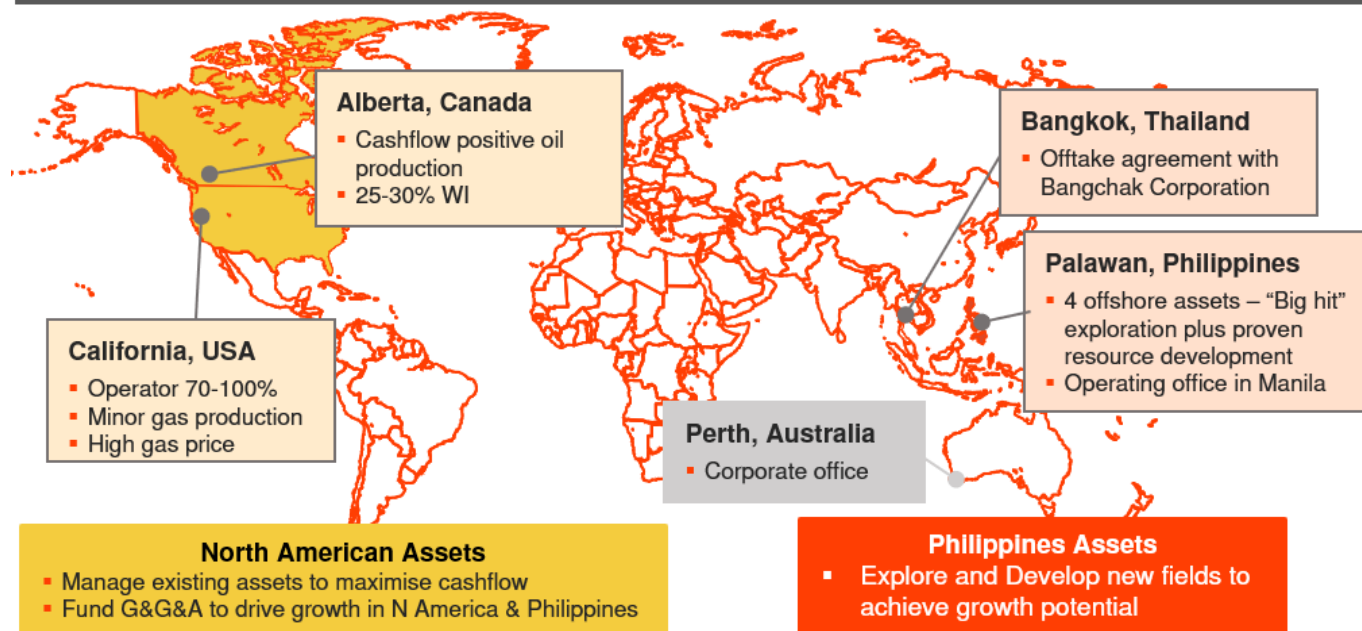 Alberta, Canada
▪ Cashflow positive oil
production
▪ 25-30% WI
Bangkok, Thailand
▪ Offtake agreement with
Bangchak Corporation
Palawan, Philippines
▪ 4 offshore assets – “Big hit”
exploration plus proven
resource development
▪ Operating office in Manila
California, USA
▪ Operator 70-100%
▪ Minor gas production
▪ High gas price
Perth, Australia
▪ Corporate office
North American Assets
▪ Manage existing assets to maximise cashflow
▪ Fund G&G&A to drive growth in N America & Philippines
Philippines Assets
▪ Explore and Develop new fields to
achieve growth potential